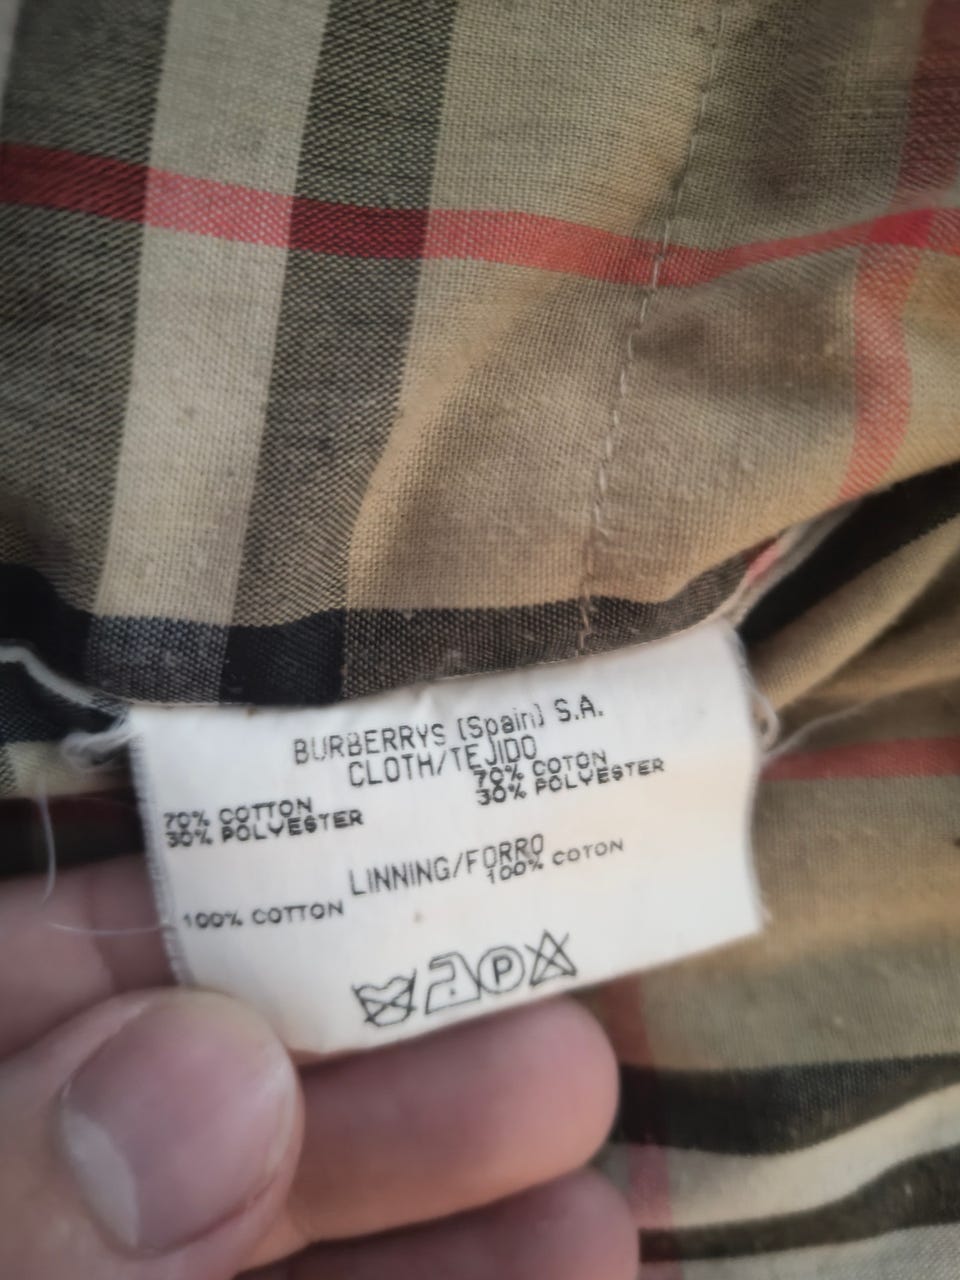 BURBERRYS (Spain) S.A.
CLOTH/TEJIDO
70% COTTON
30% POLYESTER
70% COTON
30% POLYESTER
LINNING/FORRO
100% COTTON
100% COTON
P